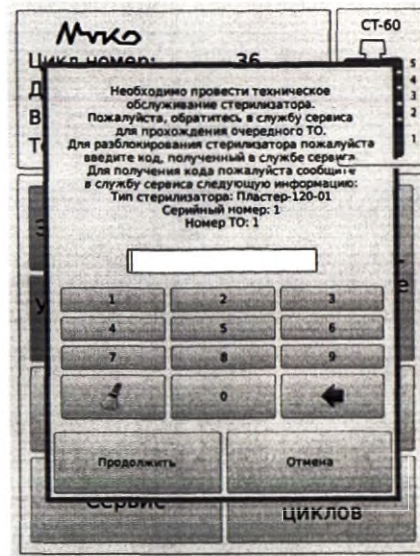 СТ-60
Цикл номер: 36
Необходимо провести техническое
обслуживание стерилизатора.
Пожалуйста, обратитесь в службу сервиса
для прохождения очередного ТО.
Для разблокирования стерилизатора пожалуйста
введите код, полученный в службе сервиса
Для получения кода пожалуйста сообщите
в службу сервиса следующую информацию:
Тип стерилизатора: Пластер-120-01
Серийный номер: 1
Номер ТО: 1
5
3
2
1
1 2 3
4 5 6
7 8 9
0
Продолжить Отмена
Сервис циклов